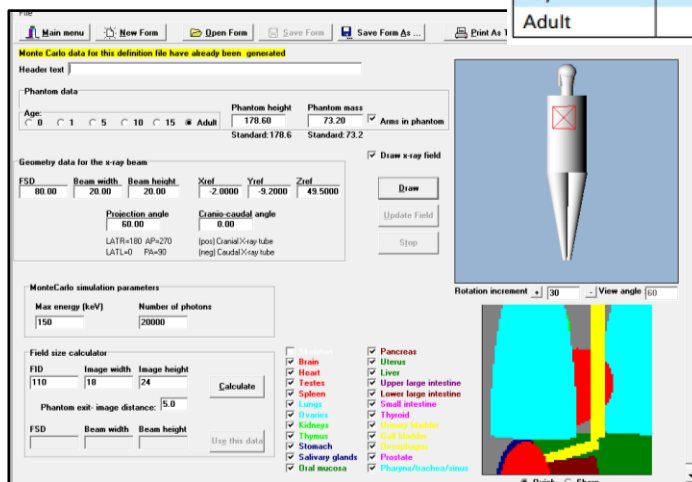 Adult
File
Main menu New Form Open Form Save Form Save Form As ... Print As T
Monte Carlo data for this definition file have already been generated
Header text
Phantom data
Age: Phantom height Phantom mass
0 1 5 10 15 Adult 178.60 73.20 Arms in phantom
Standard: 178.6 Standard: 73.2
Draw x-ray field
Geometry data for the x-ray beam
FSD Beam width Beam height Xref Yref Zref
80.00 20.00 20.00 -2.0000 -9.2000 49.5000
Draw
Projection angle Cranio-caudal angle
60.00 0.00
Update Field
LATR=180 AP=270 (pos) Cranial X-ray tube
LATL=0 PA=90 (neg) Caudal X-ray tube
Stop
Rotation increment + 30 - View angle 60
MonteCarlo simulation parameters
Max energy (keV) Number of photons
150 20000
Field size calculator
FID Image width Image height
110 18 24
Calculate
Phantom exit- image distance: 5.0
FSD Beam width Beam height
Use this data
Skeleton Pancreas
Brain Uterus
Heart Liver
Testes Upper large intestine
Spleen Lower large intestine
Lungs Small intestine
Ovaries Thyroid
Kidneys Urinary bladder
Thymus Gall bladder
Stomach Oesophagus
Salivary glands Prostate
Oral mucosa Pharynx/trachea/sinus
Rough Sharp